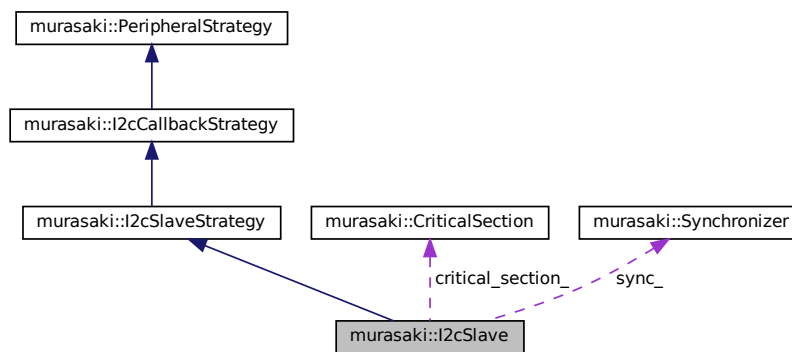 murasaki::PeripheralStrategy
murasaki::I2cCallbackStrategy
murasaki::I2cSlaveStrategy
murasaki::CriticalSection
murasaki::Synchronizer
critical_section_
sync_
murasaki::I2cSlave